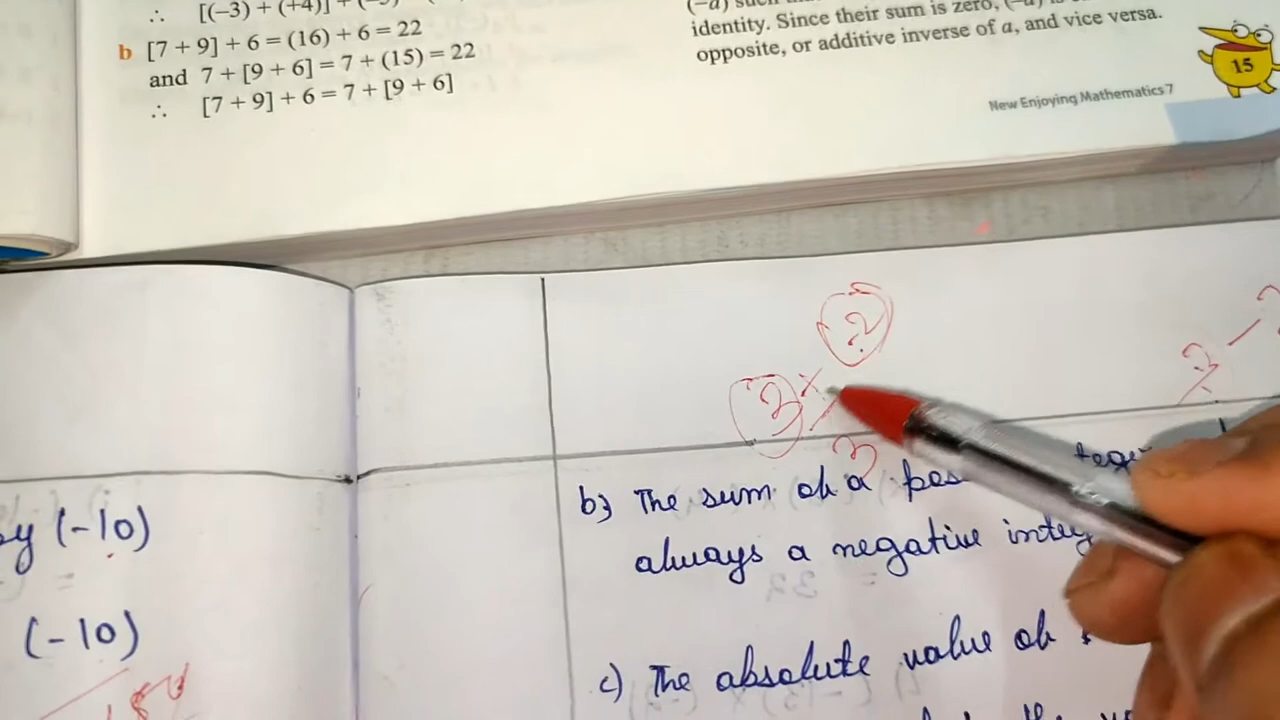 ∴ [(−3) + (+4)] +
b [7 + 9] + 6 = (16) + 6 = 22
and 7 + [9 + 6] = 7 + (15) = 22
∴ [7 + 9] + 6 = 7 + [9 + 6]
(−a)
identity. Since their sum is zero,
opposite, or additive inverse of a, and vice versa.
15
New Enjoying Mathematics 7
?
3 ×
3
(-10)
(-10)
b) The sum of a
always a negative
c) The absolute value of